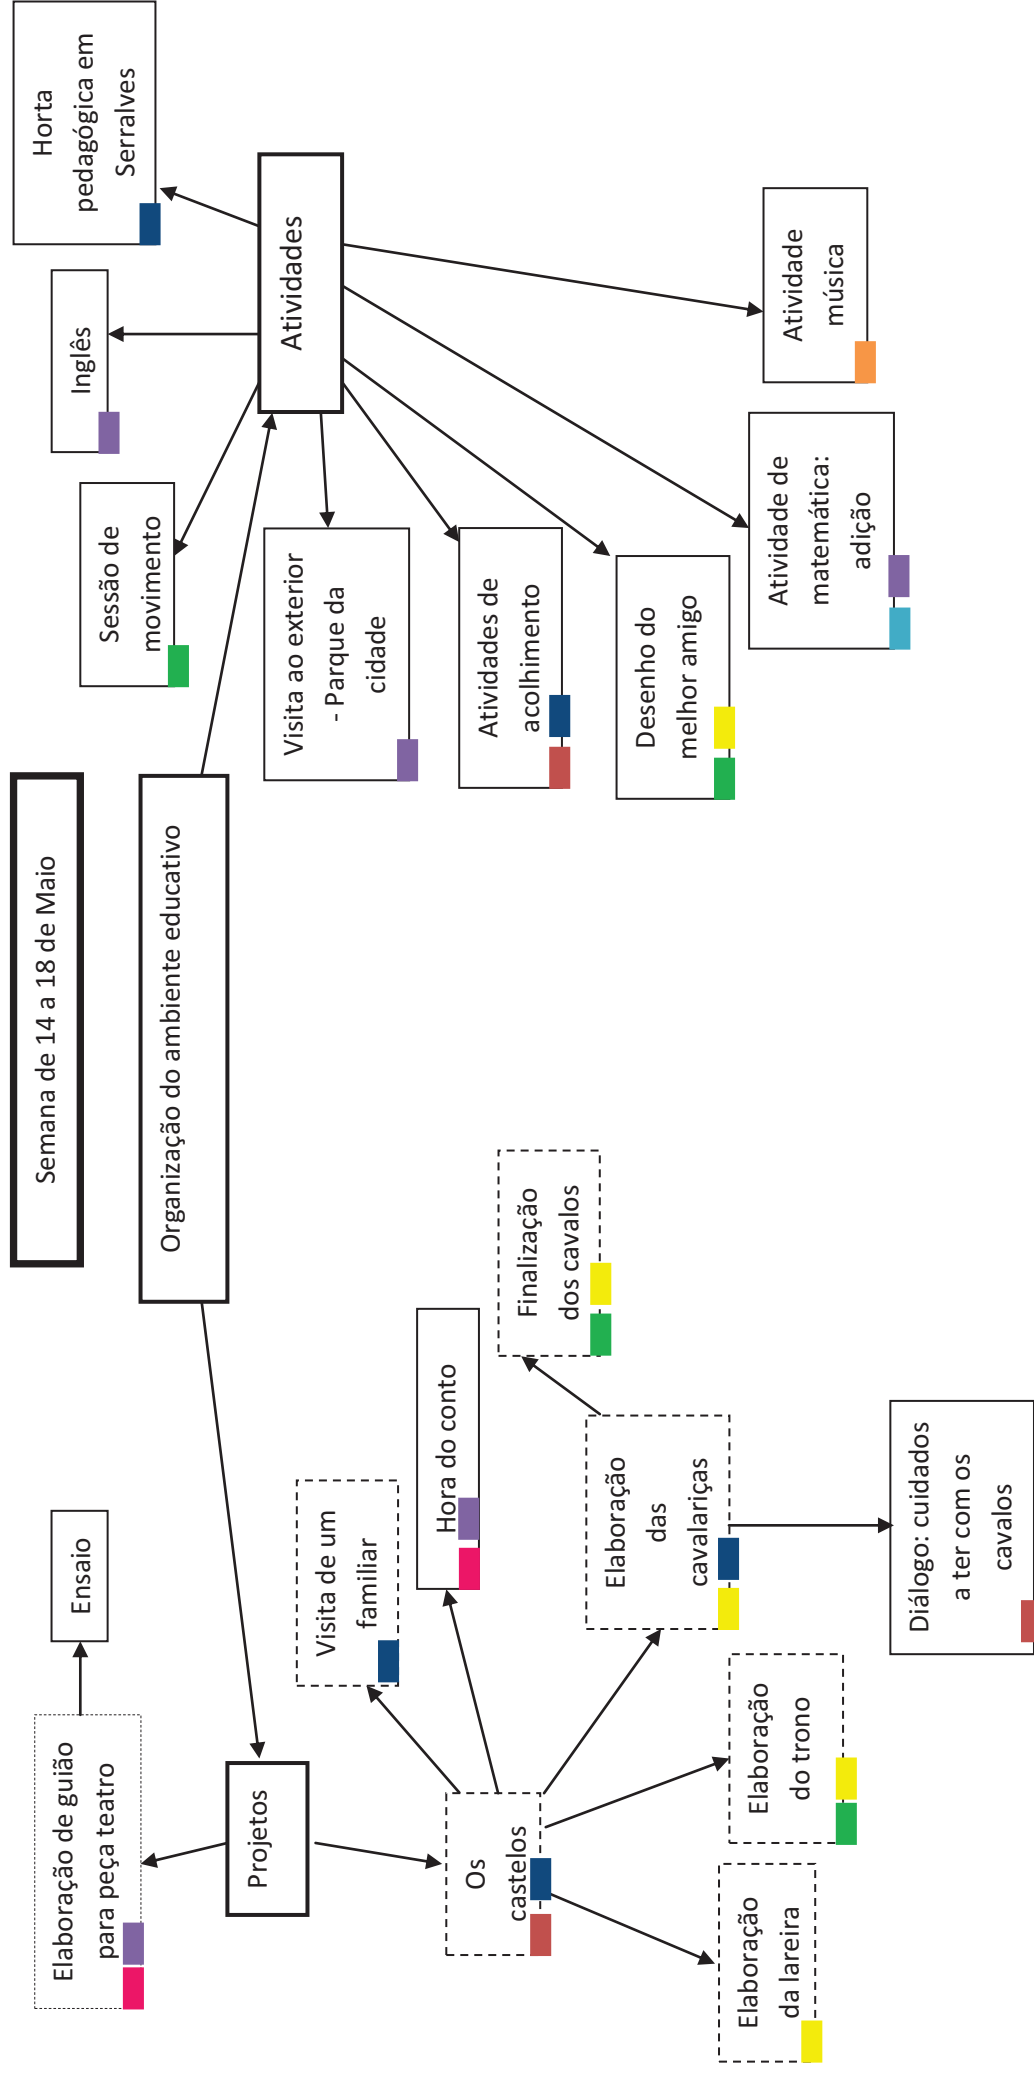 Semana de 14 a 18 de Maio
Organização do ambiente educativo
Elaboração de guião
para peça teatro
Ensaio
Projetos
Visita de um
familiar
Hora do conto
Os
castelos
Finalização
dos cavalos
Elaboração
das
cavalariças
Elaboração
da lareira
Elaboração
do trono
Diálogo: cuidados
a ter com os
cavalos
Sessão de
movimento
Inglês
Horta
pedagógica em
Serralves
Atividades
Visita ao exterior
- Parque da
cidade
Atividades de
acolhimento
Desenho do
melhor amigo
Atividade de
matemática:
adição
Atividade
música